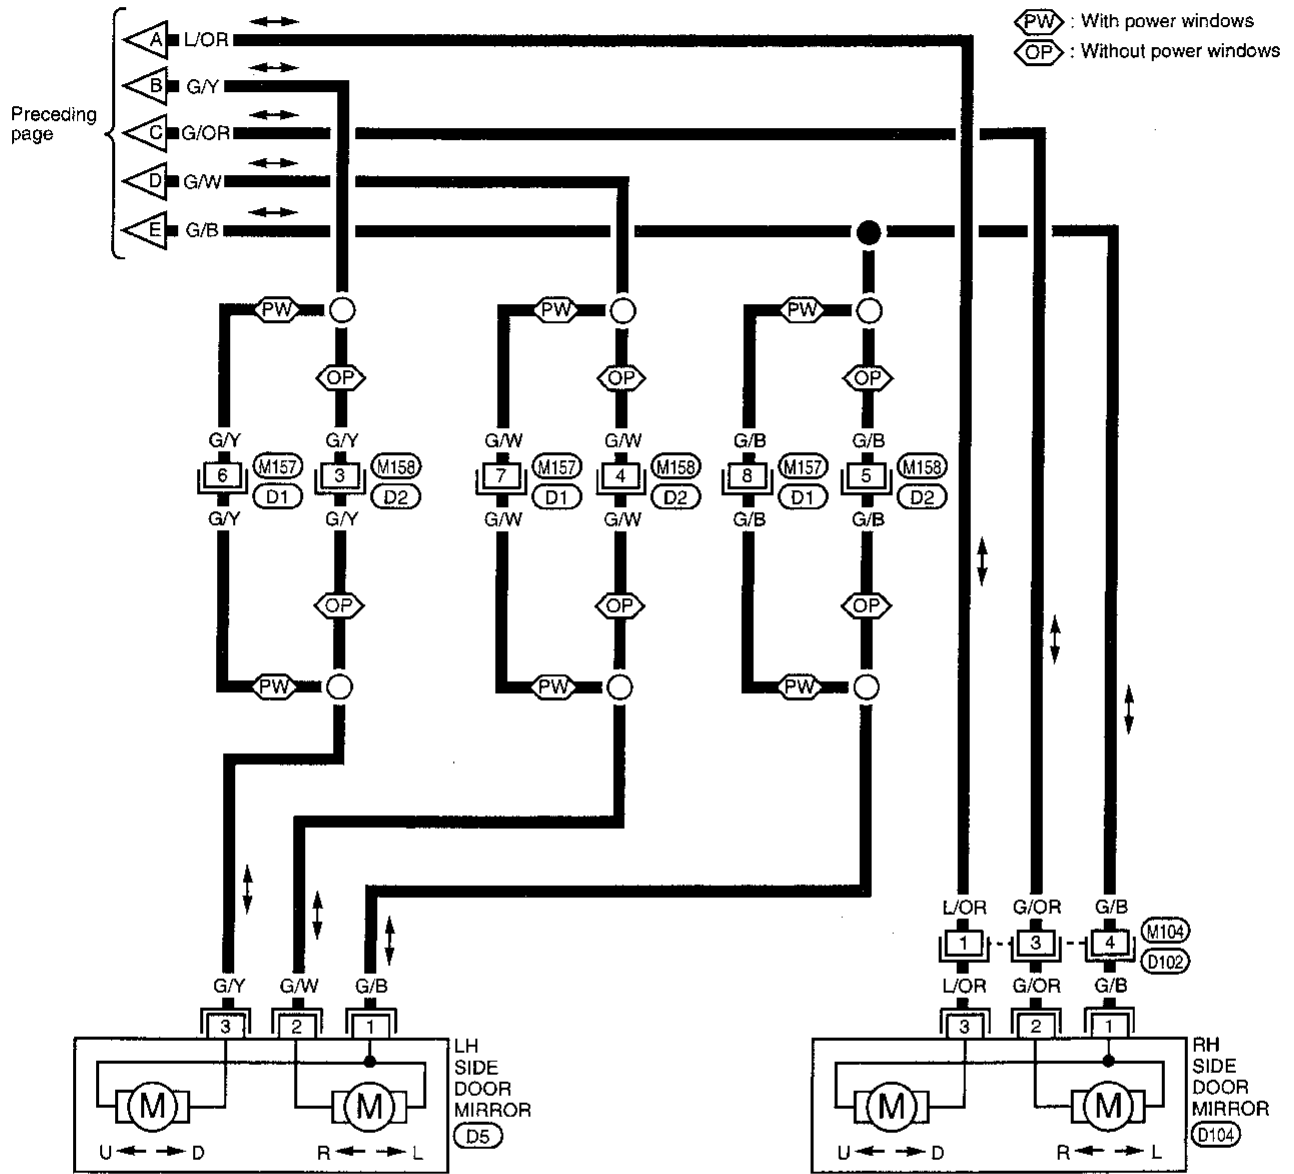 PW : With power windows
OP : Without power windows
Preceding
page
A L/OR
B G/Y
C G/OR
D G/W
E G/B
PW PW PW
OP OP OP
G/Y G/Y G/W G/W G/B G/B
6 M157 D1 3 M158 D2 7 M157 D1 4 M158 D2 8 M157 D1 5 M158 D2
G/Y G/Y G/W G/W G/B G/B
OP OP OP
PW PW PW
L/OR G/OR G/B
1 3 4 M104
D102
G/Y G/W G/B L/OR G/OR G/B
3 2 1 3 2 1
LH
SIDE
DOOR
MIRROR
D5
M M
U D R L
RH
SIDE
DOOR
MIRROR
D104
M M
U D R L